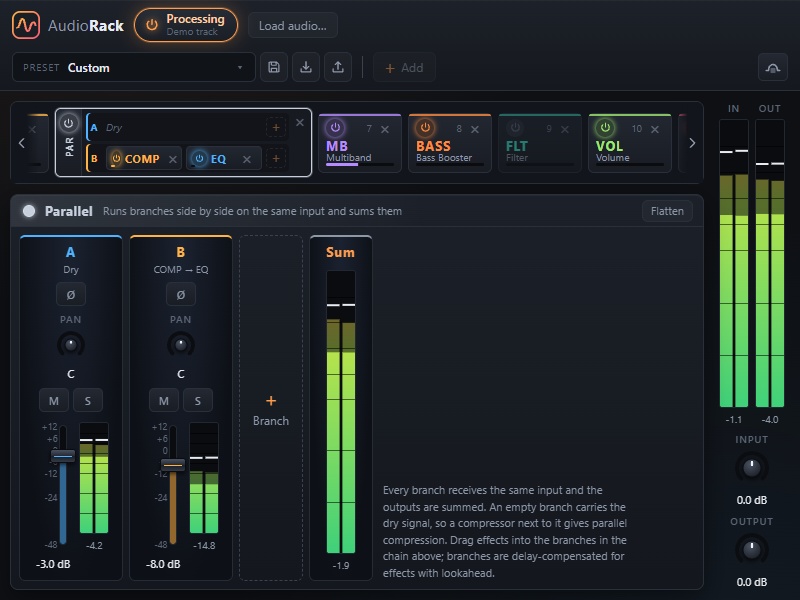 AudioRack
Processing
Demo track
Load audio...
PRESET Custom
+ Add
PAR
A Dry +
B COMP EQ +
7
MB
Multiband
8
BASS
Bass Booster
9
FLT
Filter
10
VOL
Volume
IN OUT
Parallel Runs branches side by side on the same input and sums them Flatten
A
Dry
Ø
PAN
C
M S
+12
+6
0
-12
-24
-48
-4.2
-3.0 dB
B
COMP → EQ
Ø
PAN
C
M S
+12
+6
0
-12
-24
-48
-14.8
-8.0 dB
+
Branch
Sum
-1.9
Every branch receives the same input and the
outputs are summed. An empty branch carries the
dry signal, so a compressor next to it gives parallel
compression. Drag effects into the branches in the
chain above; branches are delay-compensated for
effects with lookahead.
-1.1 -4.0
INPUT
0.0 dB
OUTPUT
0.0 dB